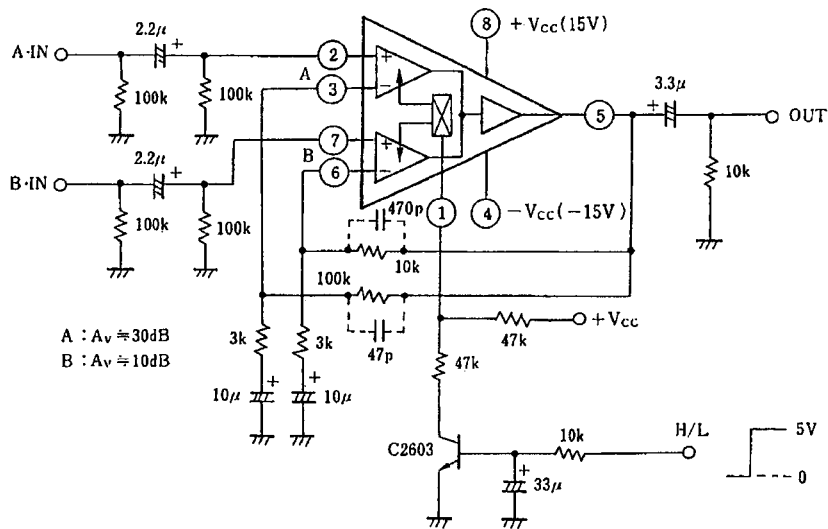 2.2μ
+
A·IN
100k
100k
2
3
A
+
−
8
+Vcc(15V)
3.3μ
+
5
OUT
10k
2.2μ
+
B·IN
100k
100k
7
B
6
+
−
1
4
−Vcc(−15V)
470p
10k
100k
47p
+Vcc
47k
47k
3k
3k
+
10μ
+
10μ
A : Av≒30dB
B : Av≒10dB
C2603
10k
H/L
5V
0
+
33μ